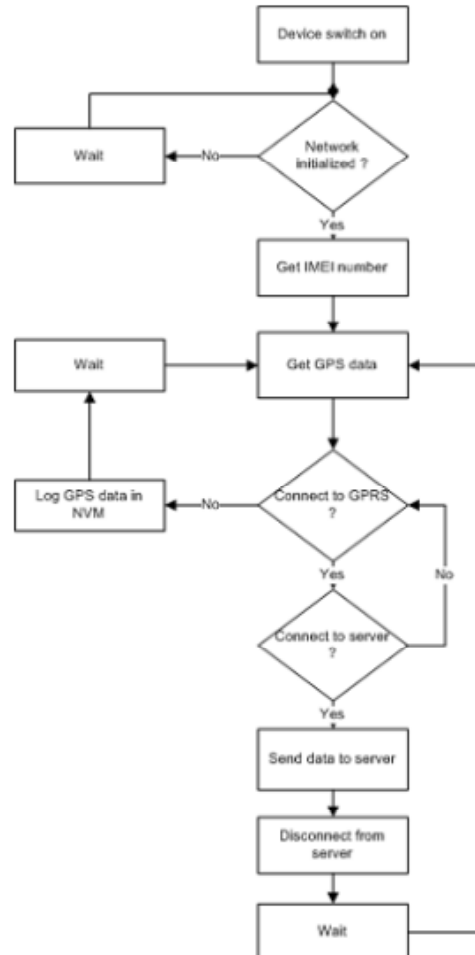 Device switch on
Network
initialized ?
No
Wait
Yes
Get IMEI number
Wait
Get GPS data
Connect to GPRS
?
No
Log GPS data in
NVM
Yes
No
Connect to server
?
Yes
Send data to server
Disconnect from
server
Wait